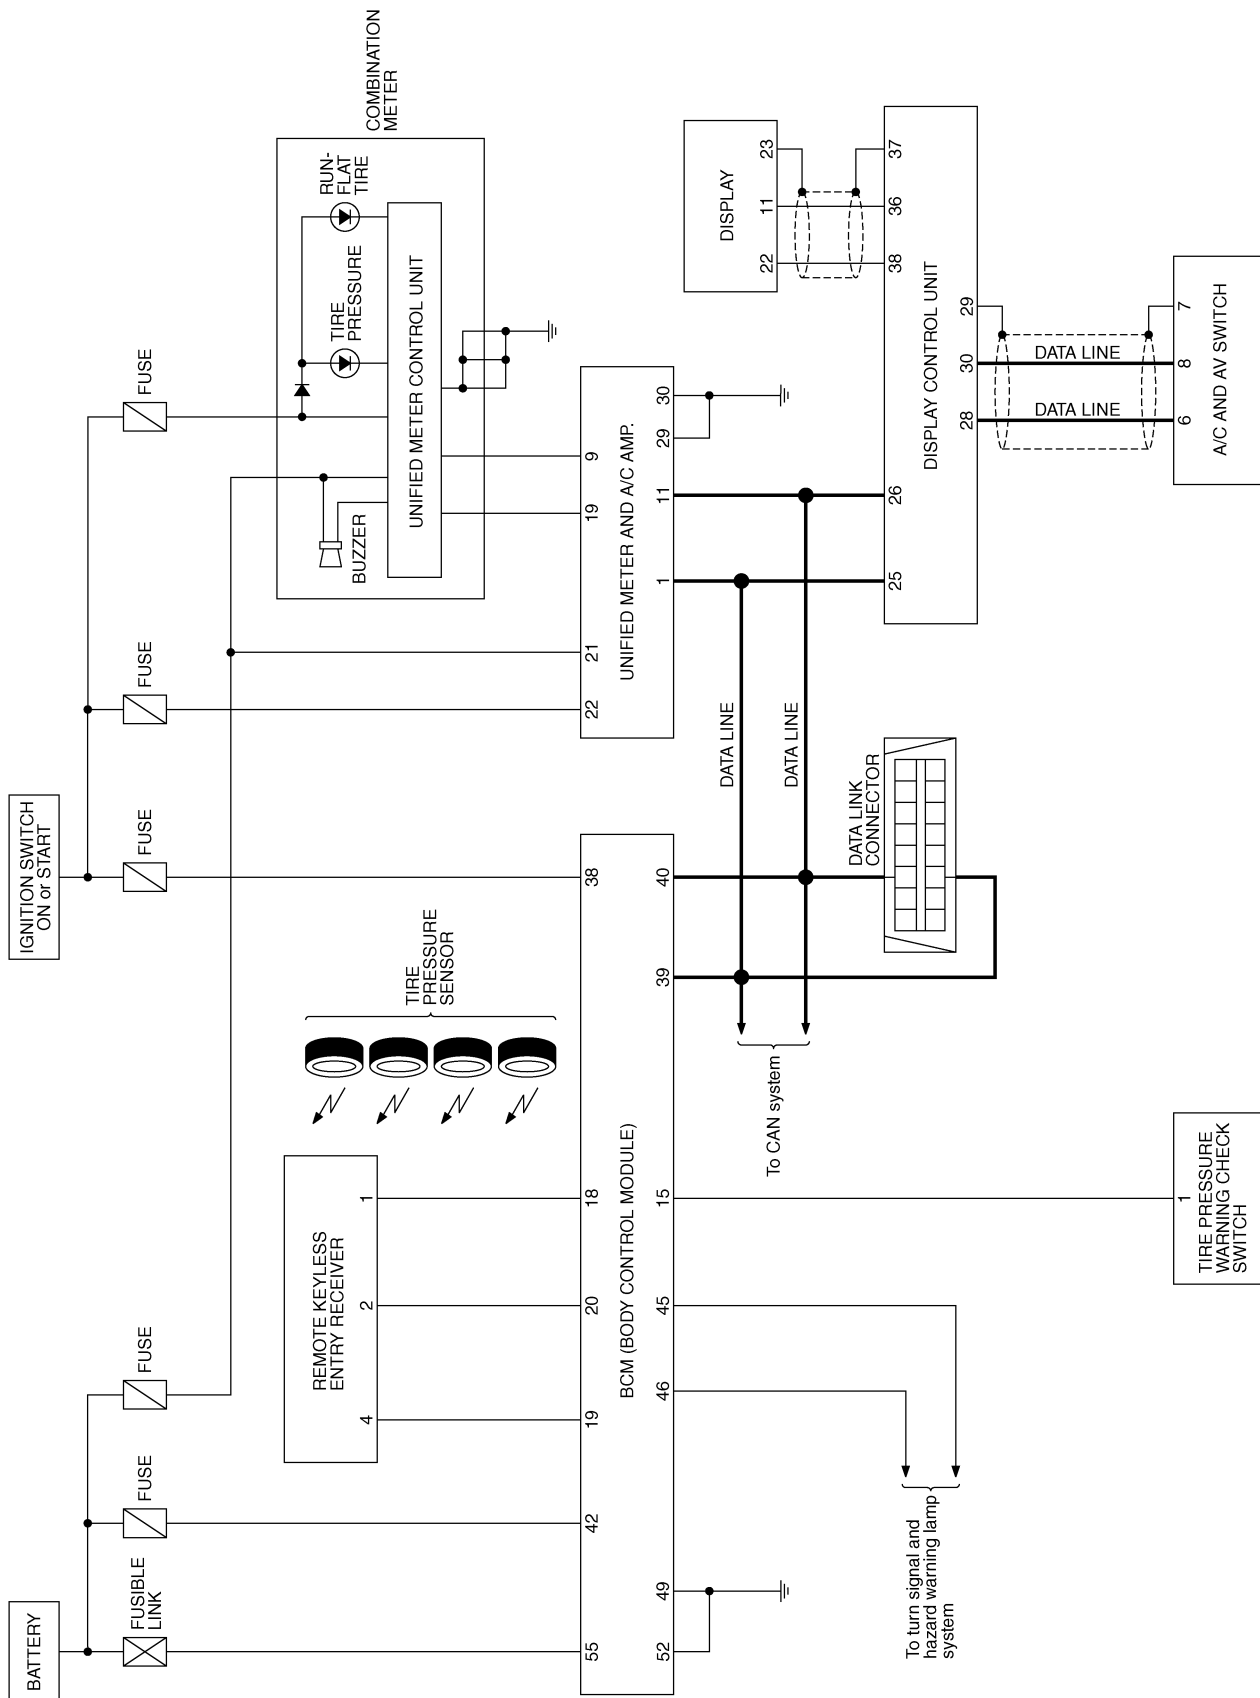 BATTERY
FUSIBLE
LINK
FUSE
FUSE
IGNITION SWITCH
ON or START
FUSE
FUSE
FUSE
COMBINATION
METER
RUN-
FLAT
TIRE
TIRE
PRESSURE
BUZZER
UNIFIED METER CONTROL UNIT
TIRE
PRESSURE
SENSOR
REMOTE KEYLESS
ENTRY RECEIVER
4
2
1
55
42
19
20
18
38
BCM (BODY CONTROL MODULE)
52
49
46
45
15
39
40
22
21
19
9
UNIFIED METER AND A/C AMP.
1
11
29
30
DISPLAY
22
11
23
38
36
37
DISPLAY CONTROL UNIT
25
26
28
30
29
DATA LINE
DATA LINE
6
8
7
A/C AND AV SWITCH
DATA LINE
DATA LINE
DATA LINK
CONNECTOR
To CAN system
To turn signal and
hazard warning lamp
system
1
TIRE PRESSURE
WARNING CHECK
SWITCH